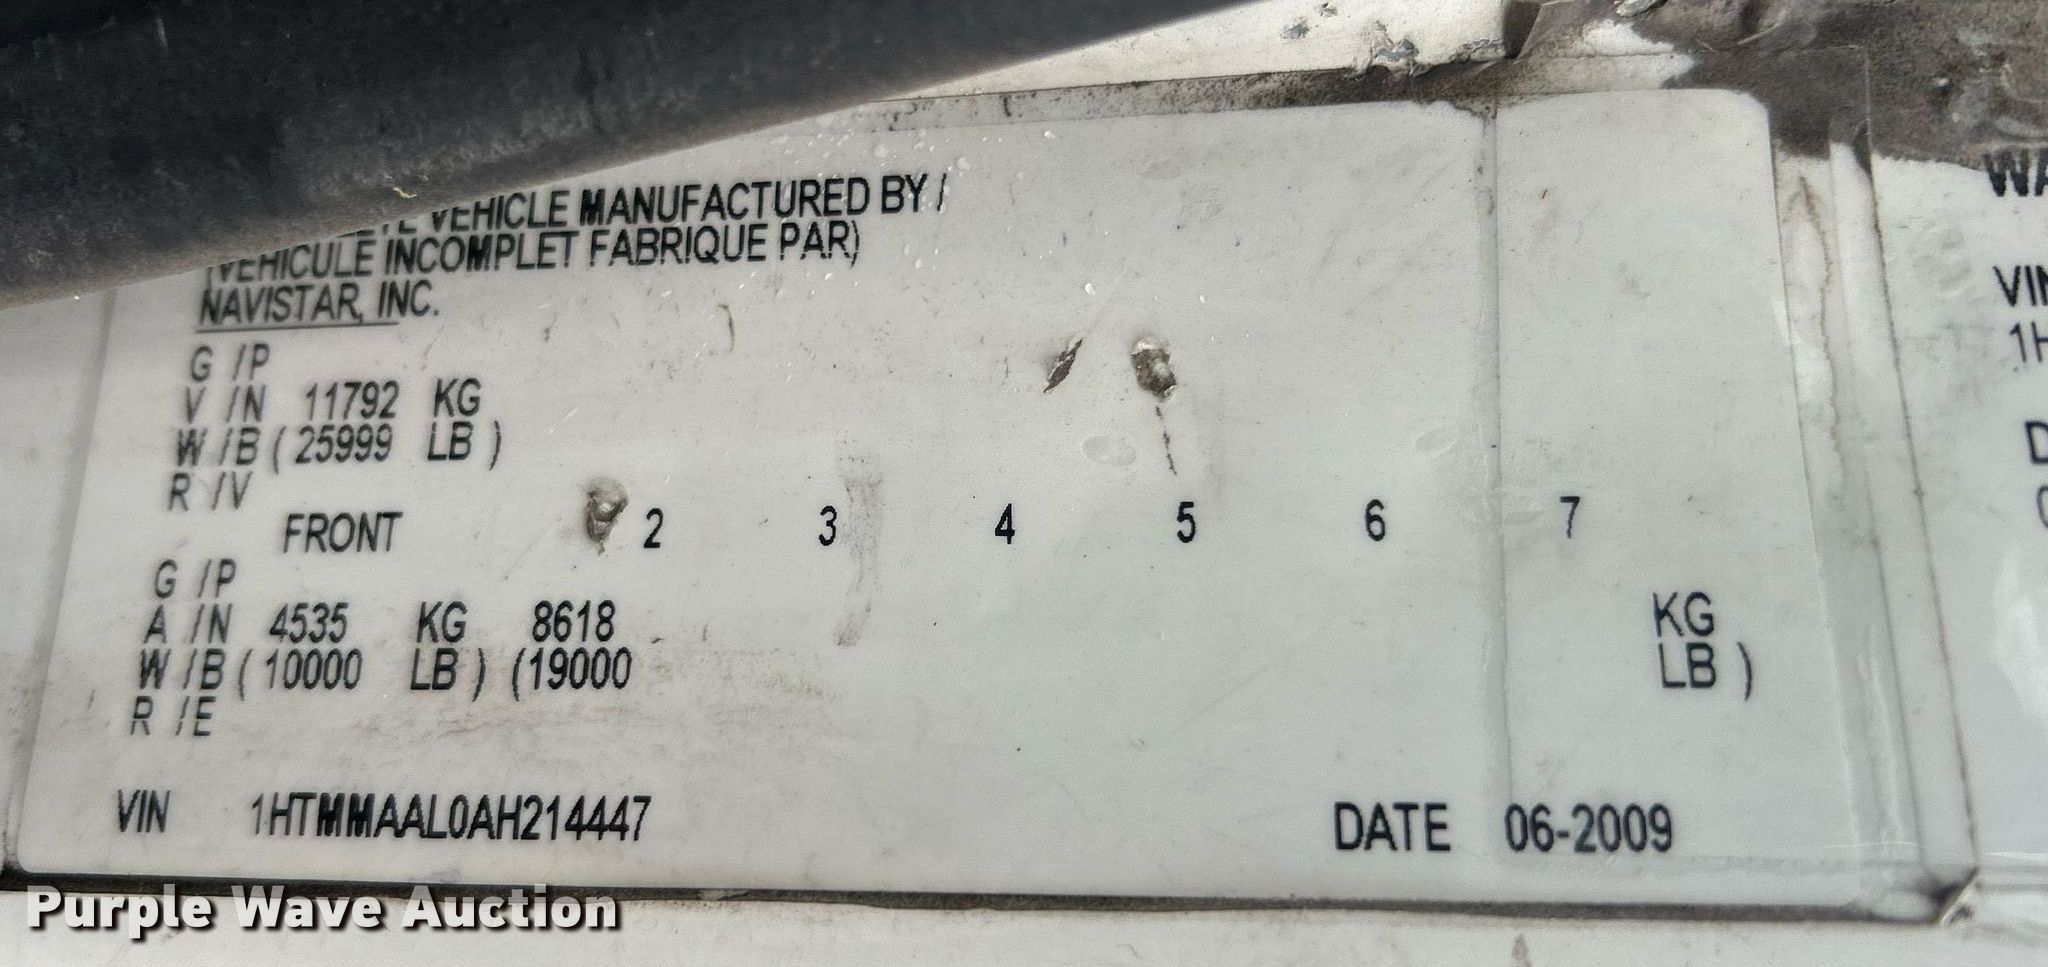 VEHICLE MANUFACTURED BY /
(VEHICULE INCOMPLET FABRIQUE PAR)
NAVISTAR, INC.
G /P
V /N 11792 KG
W /B ( 25999 LB )
R /V
FRONT 2 3 4 5 6 7
G /P
A /N 4535 KG 8618 KG
W /B ( 10000 LB ) (19000 LB )
R /E
VIN 1HTMMAAL0AH214447 DATE 06-2009
Purple Wave Auction